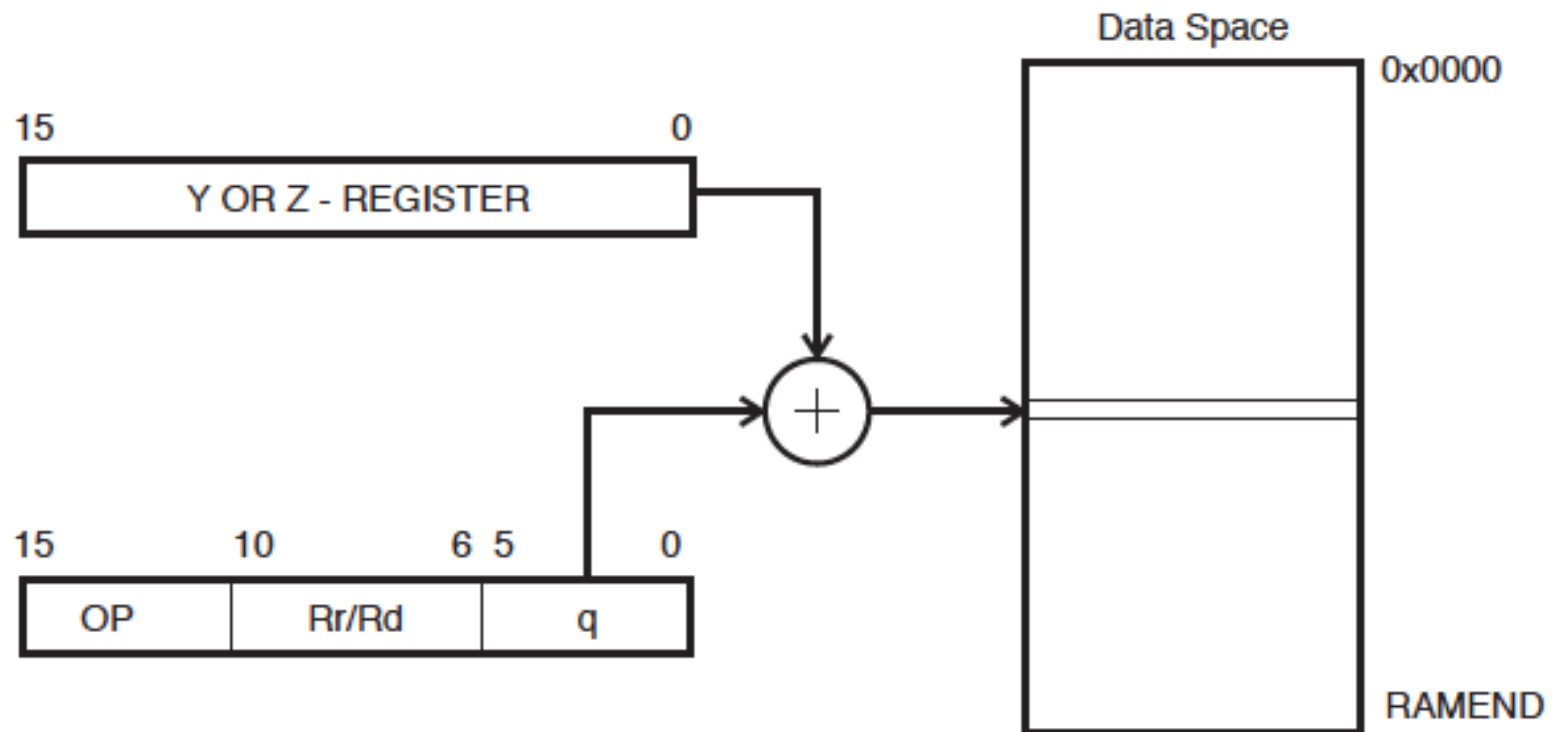 Data Space
0x0000
15 0
Y OR Z - REGISTER
+
15 10 6 5 0
OP Rr/Rd q
RAMEND